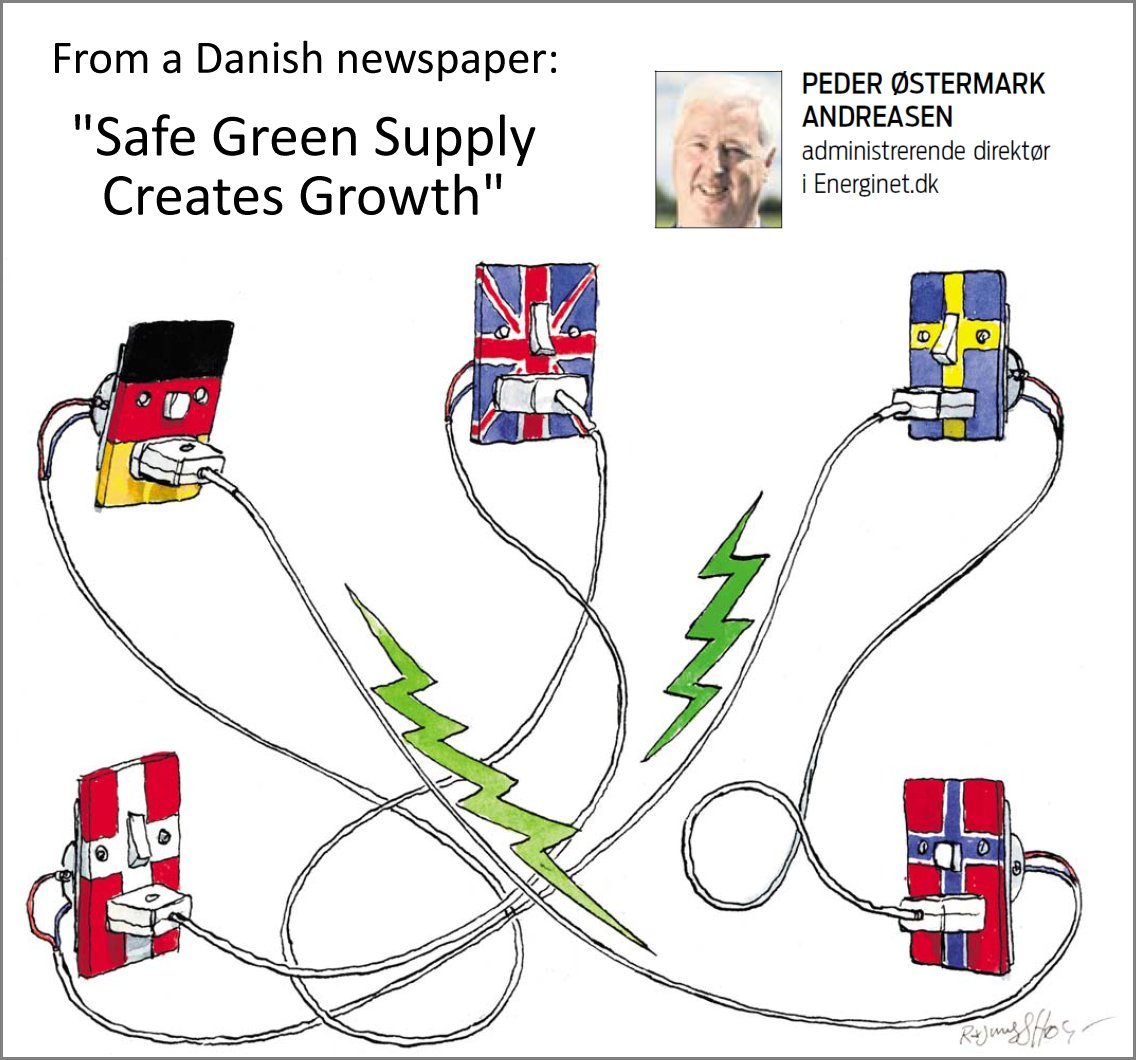 From a Danish newspaper:
"Safe Green Supply
Creates Growth"
PEDER ØSTERMARK
ANDREASEN
administrerende direktør
i Energinet.dk